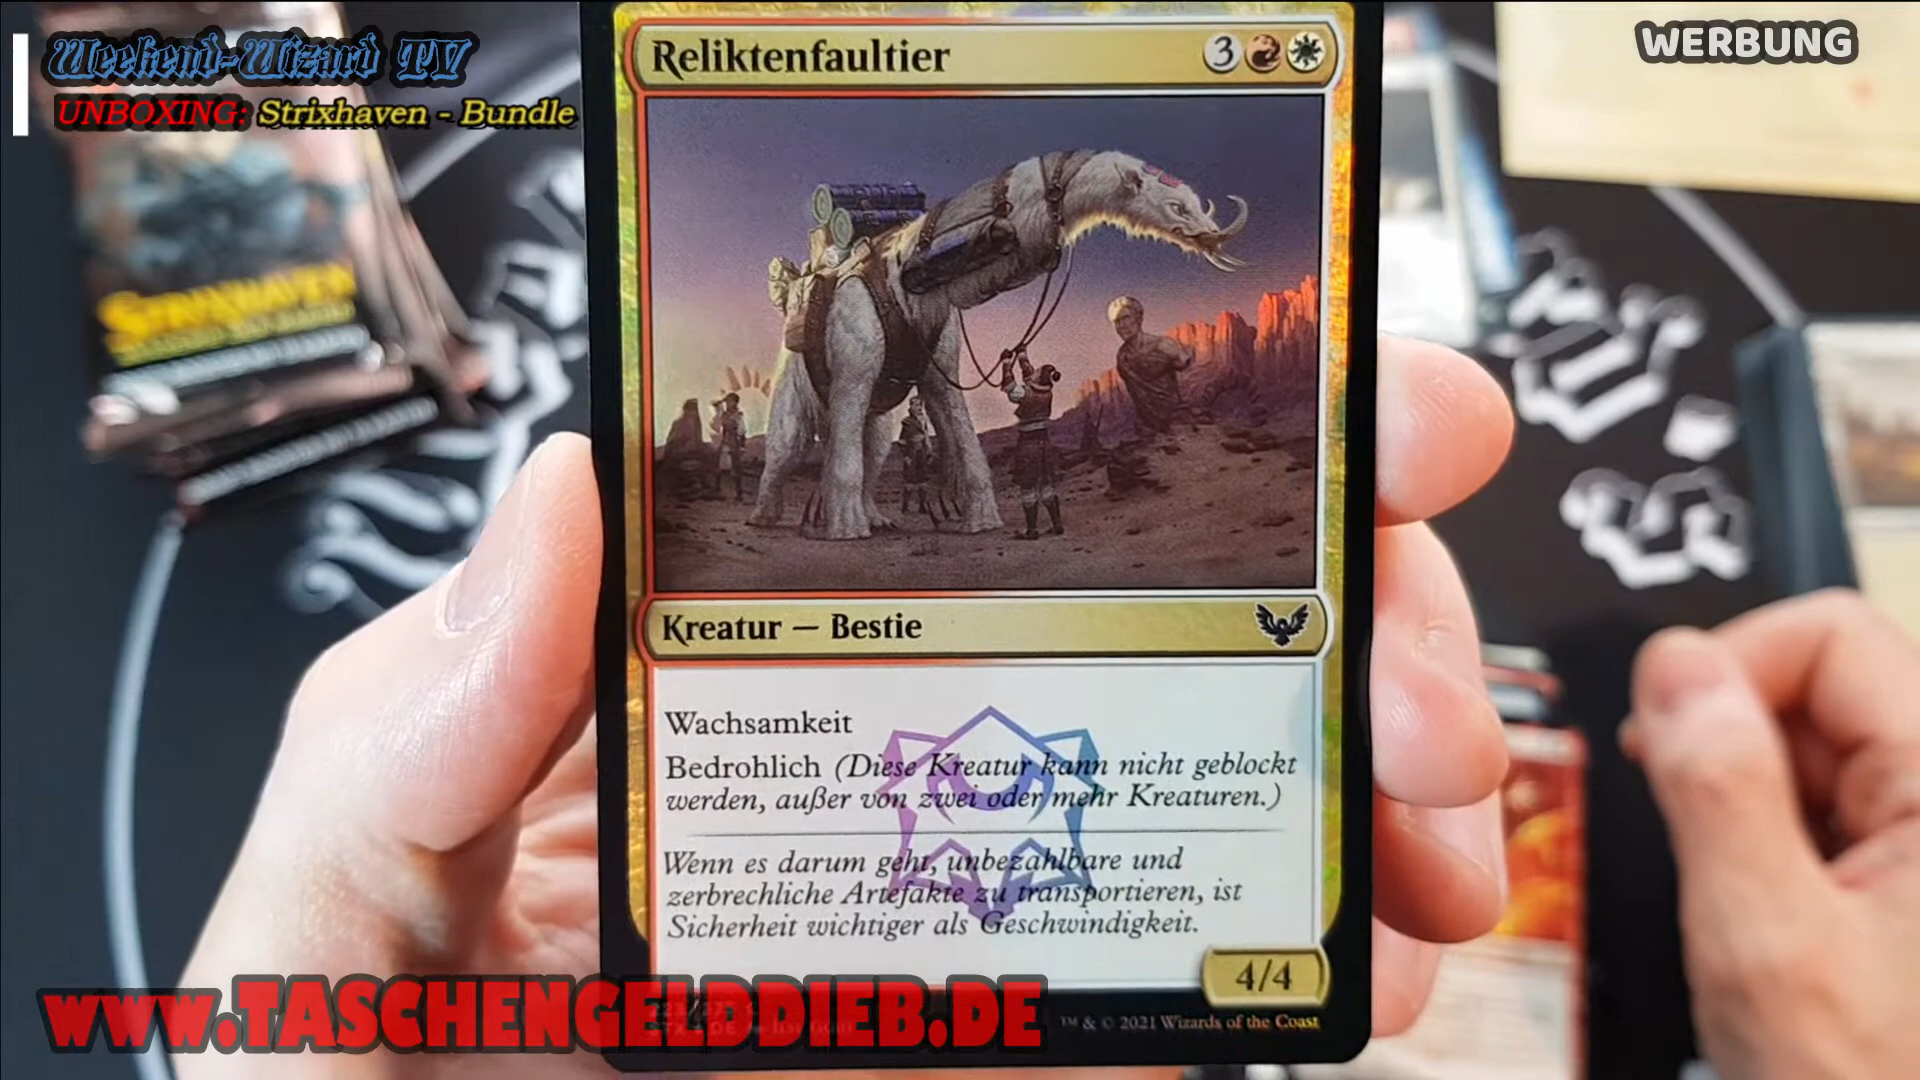 Weekend-Wizard TV
UNBOXING: Strixhaven - Bundle
WERBUNG
Reliktenfaultier
3
STRIXHAVEN
Kreatur — Bestie
Wachsamkeit
Bedrohlich (Diese Kreatur kann nicht geblockt
werden, außer von zwei oder mehr Kreaturen.)
Wenn es darum geht, unbezahlbare und
zerbrechliche Artefakte zu transportieren, ist
Sicherheit wichtiger als Geschwindigkeit.
4/4
www.TASCHENGELDDIEB.DE
™ & © 2021 Wizards of the Coast